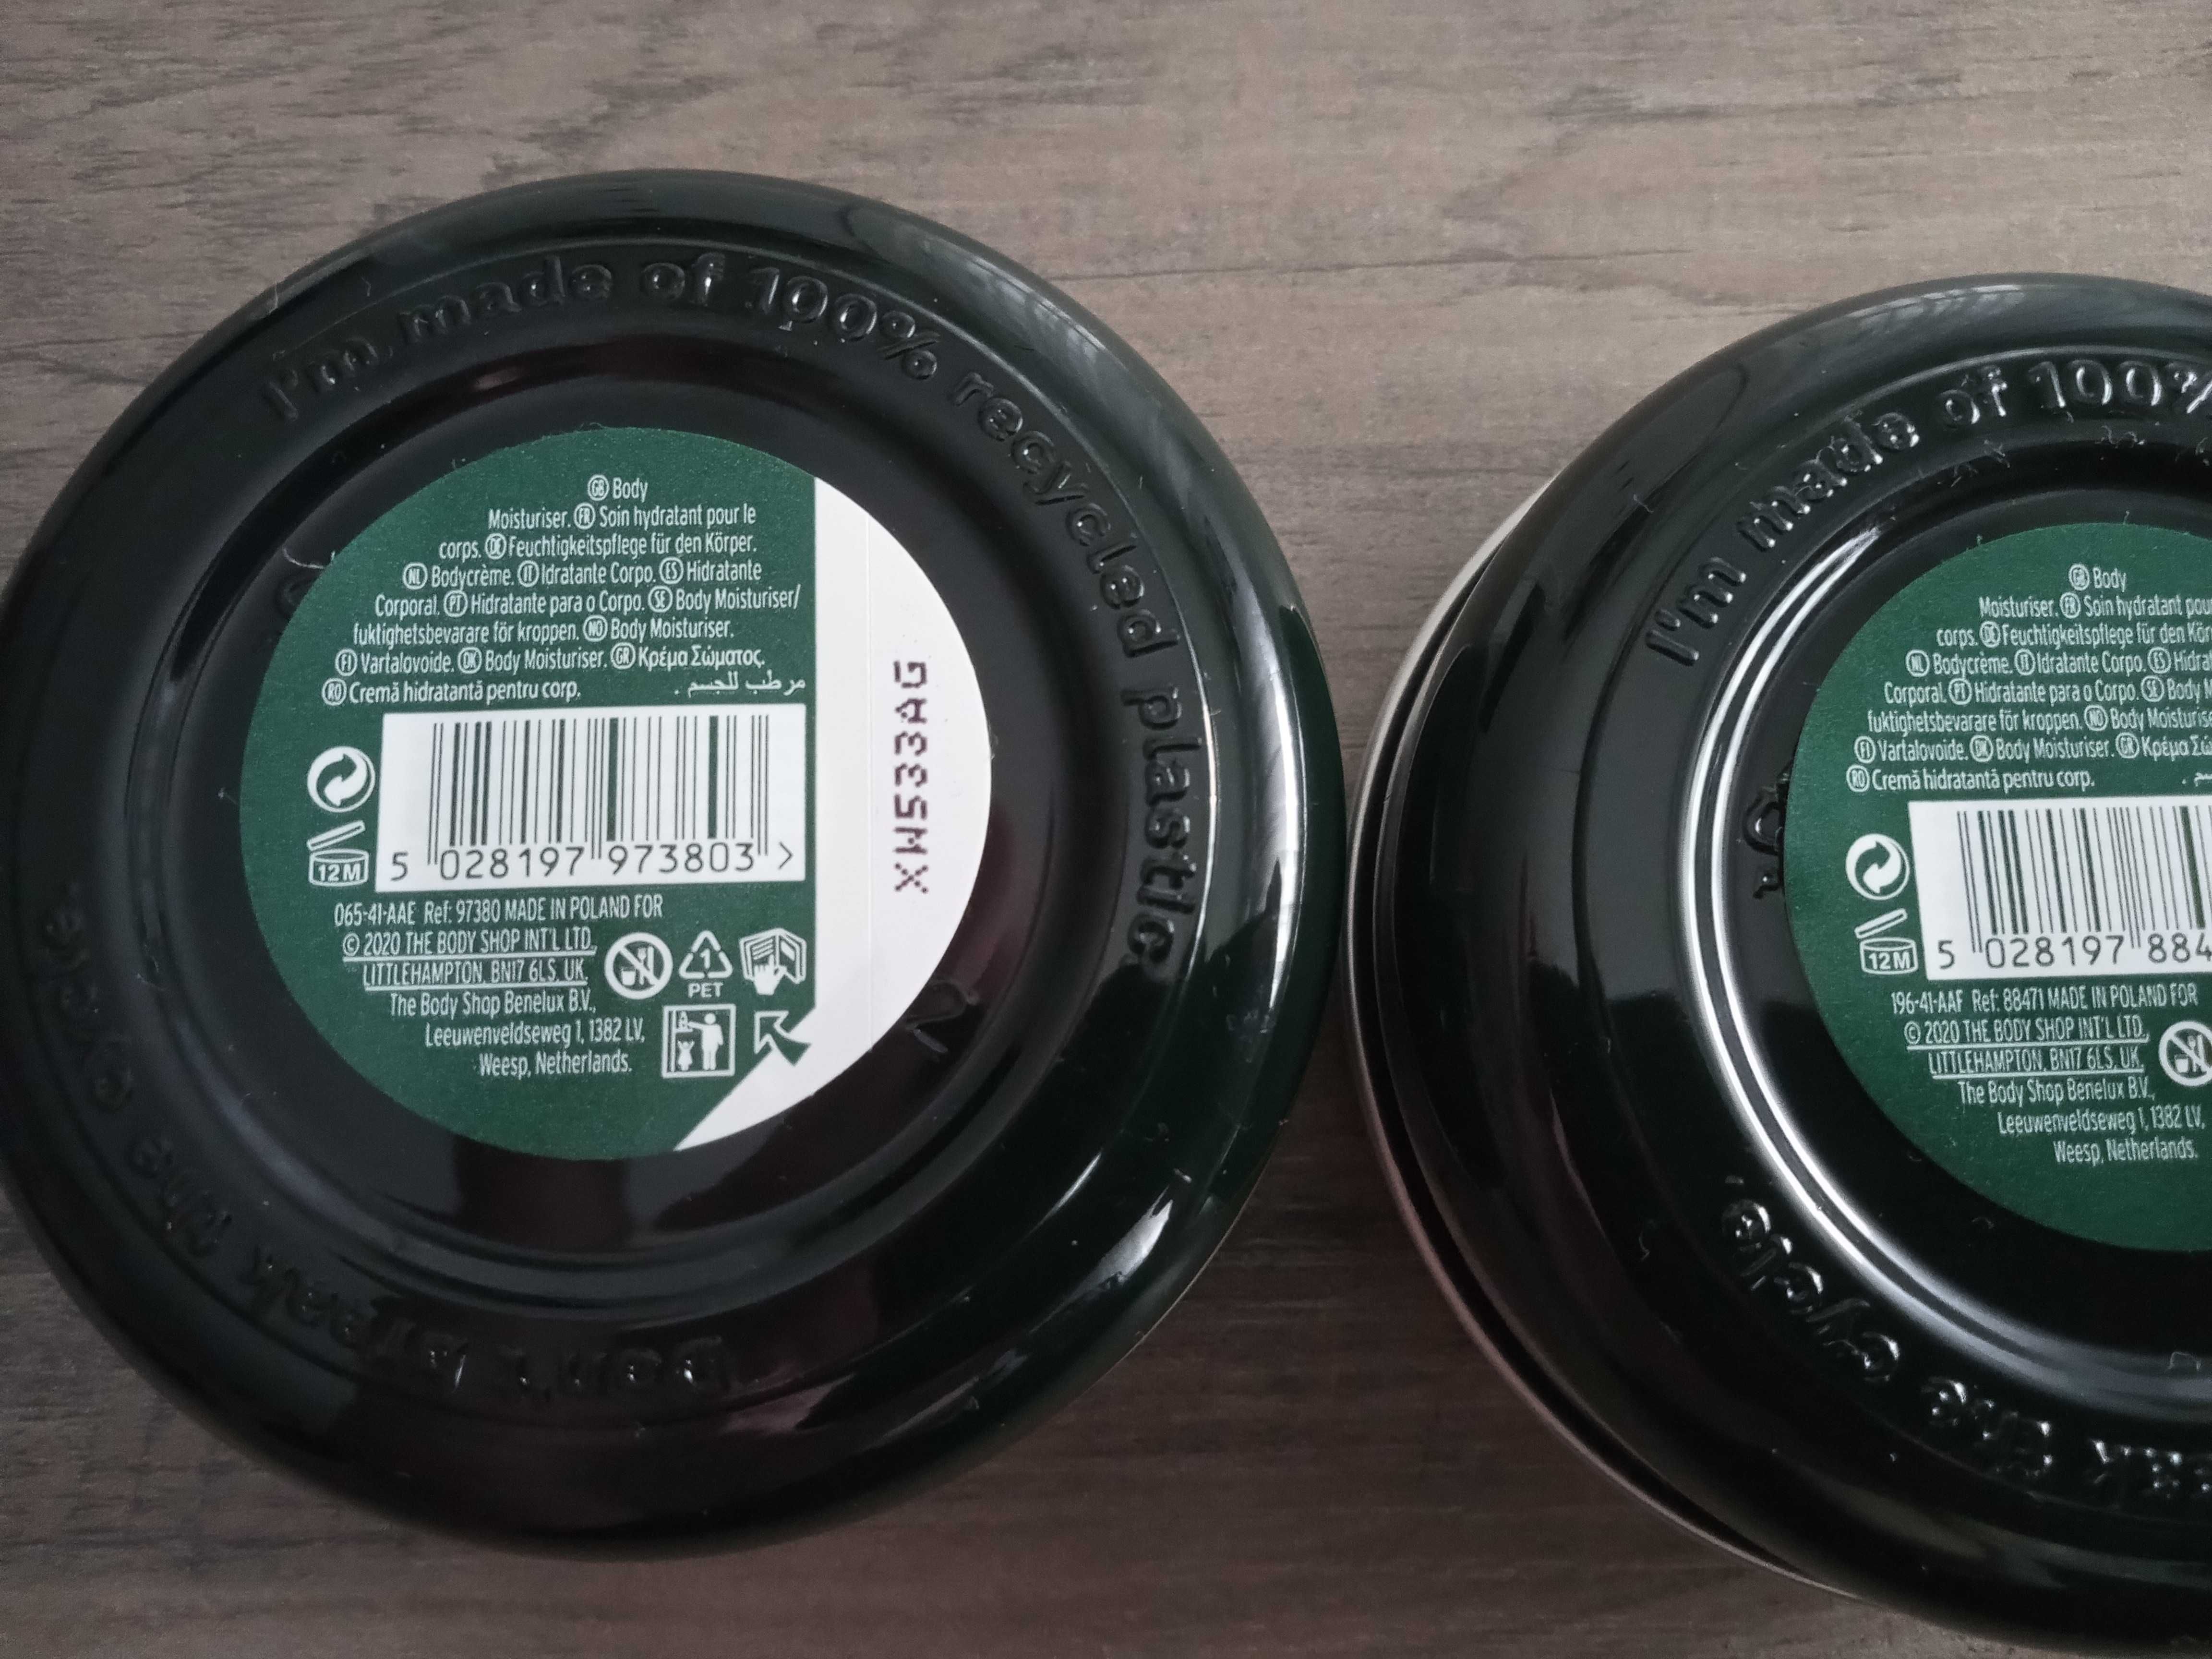 I'm made of 100% recycled plastic.
Don't break the cycle
GB Body
Moisturiser. FR Soin hydratant pour le
corps. DE Feuchtigkeitspflege für den Körper.
NL Bodycrème. IT Idratante Corpo. ES Hidratante
Corporal. PT Hidratante para o Corpo. SE Body Moisturiser/
fuktighetsbevarare för kroppen. NO Body Moisturiser.
FI Vartalovoide. DK Body Moisturiser. GR Κρέμα Σώματος.
RO Cremă hidratantă pentru corp. مرطب للجسم .
5 028197 973803 >
12M
065-41-AAE Ref: 97380 MADE IN POLAND FOR
© 2020 THE BODY SHOP INT'L LTD.,
LITTLEHAMPTON, BN17 6LS, UK.
The Body Shop Benelux B.V.,
Leeuwenveldseweg 1, 1382 LV,
Weesp, Netherlands.
1
PET
XW533AG
2
I'm made of 100%
cycle.
the
GB Body
Moisturiser. FR Soin hydratant
corps. DE Feuchtigkeitspflege für den
NL Bodycrème. IT Idratante Corpo. ES
Corporal. PT Hidratante para o Corpo. SE Body
fuktighetsbevarare för kroppen. NO Body
FI Vartalovoide. DK Body Moisturiser. GR Κρέμα
RO Cremă hidratantă pentru corp.
5 028197 884
12M
196-41-AAF Ref: 88471 MADE IN POLAND FOR
© 2020 THE BODY SHOP INT'L LTD.,
LITTLEHAMPTON, BN17 6LS, UK.
The Body Shop Benelux B.V.,
Leeuwenveldseweg 1, 1382 LV,
Weesp, Netherlands.